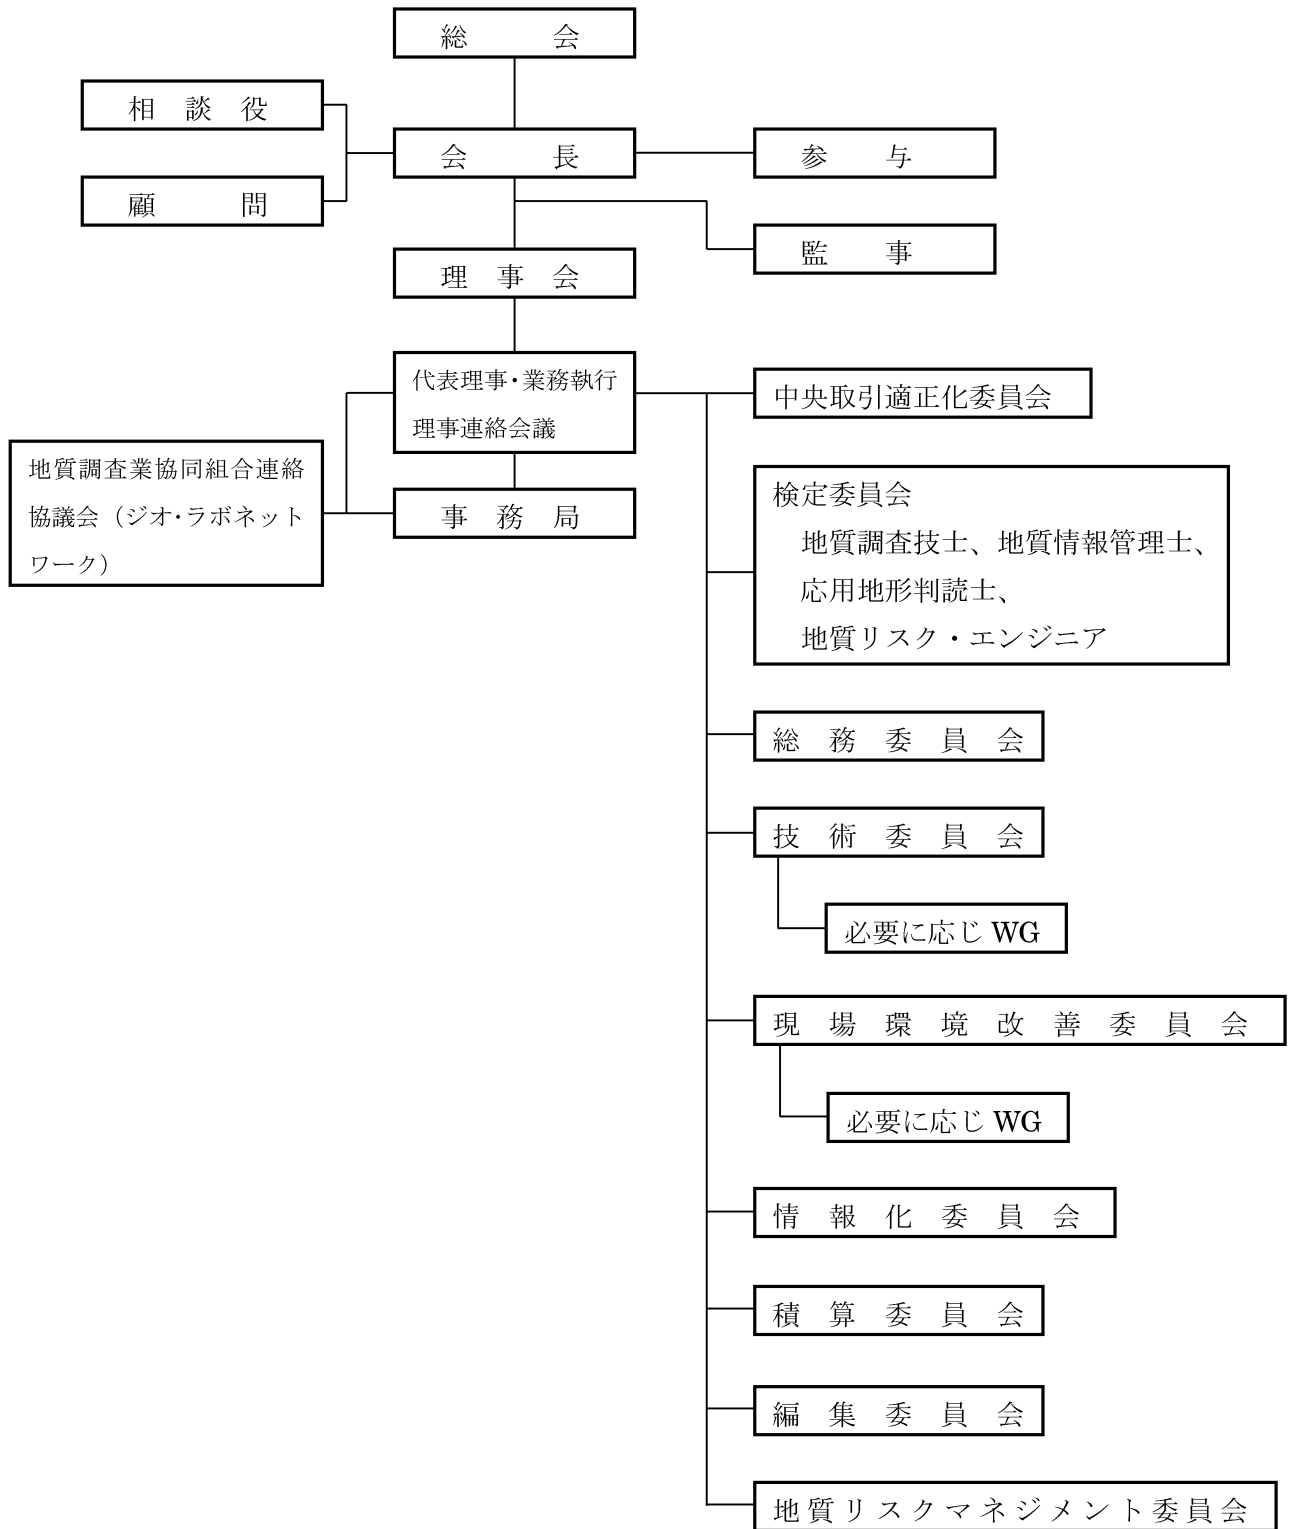 総会
相談役
会長
参与
顧問
監事
理事会
代表理事・業務執行
理事連絡会議
中央取引適正化委員会
地質調査業協同組合連絡
協議会（ジオ・ラボネット
ワーク）
事務局
検定委員会
地質調査技士、地質情報管理士、
応用地形判読士、
地質リスク・エンジニア
総務委員会
技術委員会
必要に応じ WG
現場環境改善委員会
必要に応じ WG
情報化委員会
積算委員会
編集委員会
地質リスクマネジメント委員会